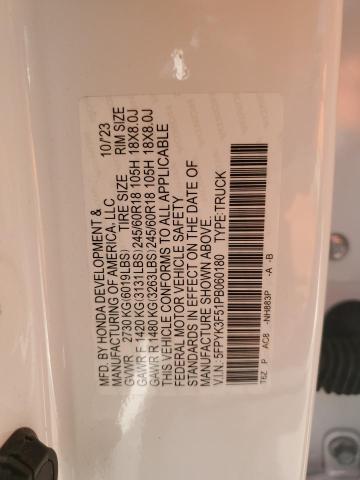 MFD. BY HONDA DEVELOPMENT & 10/'23
MANUFACTURING OF AMERICA, LLC
GVWR 2730 KG(6019LBS) TIRE SIZE RIM SIZE
GAWR F 1420 KG(3131LBS)245/60R18 105H 18X8.0J
GAWR R 1480 KG(3263LBS)245/60R18 105H 18X8.0J
THIS VEHICLE CONFORMS TO ALL APPLICABLE
FEDERAL MOTOR VEHICLE SAFETY
STANDARDS IN EFFECT ON THE DATE OF
MANUFACTURE SHOWN ABOVE.
V.I.N.: 5FPYK3F51PB060180 TYPE:TRUCK
T6Z P AC8 -NH883P -A -B